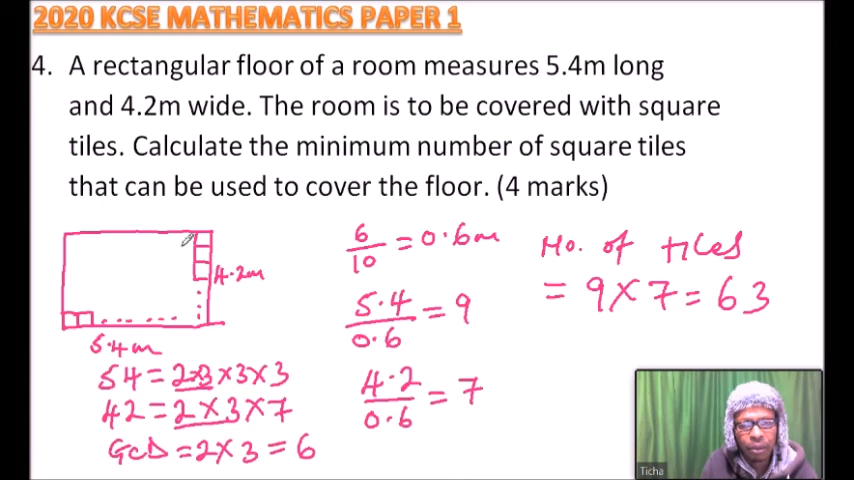 2020 KCSE MATHEMATICS PAPER 1
4. A rectangular floor of a room measures 5.4m long
and 4.2m wide. The room is to be covered with square
tiles. Calculate the minimum number of square tiles
that can be used to cover the floor. (4 marks)
4.2m
5.4m
54 = 2×3×3×3
42 = 2×3×7
GCD = 2×3 = 6
6/10 = 0.6m
5.4/0.6 = 9
4.2/0.6 = 7
No. of tiles
= 9×7 = 63
Ticha